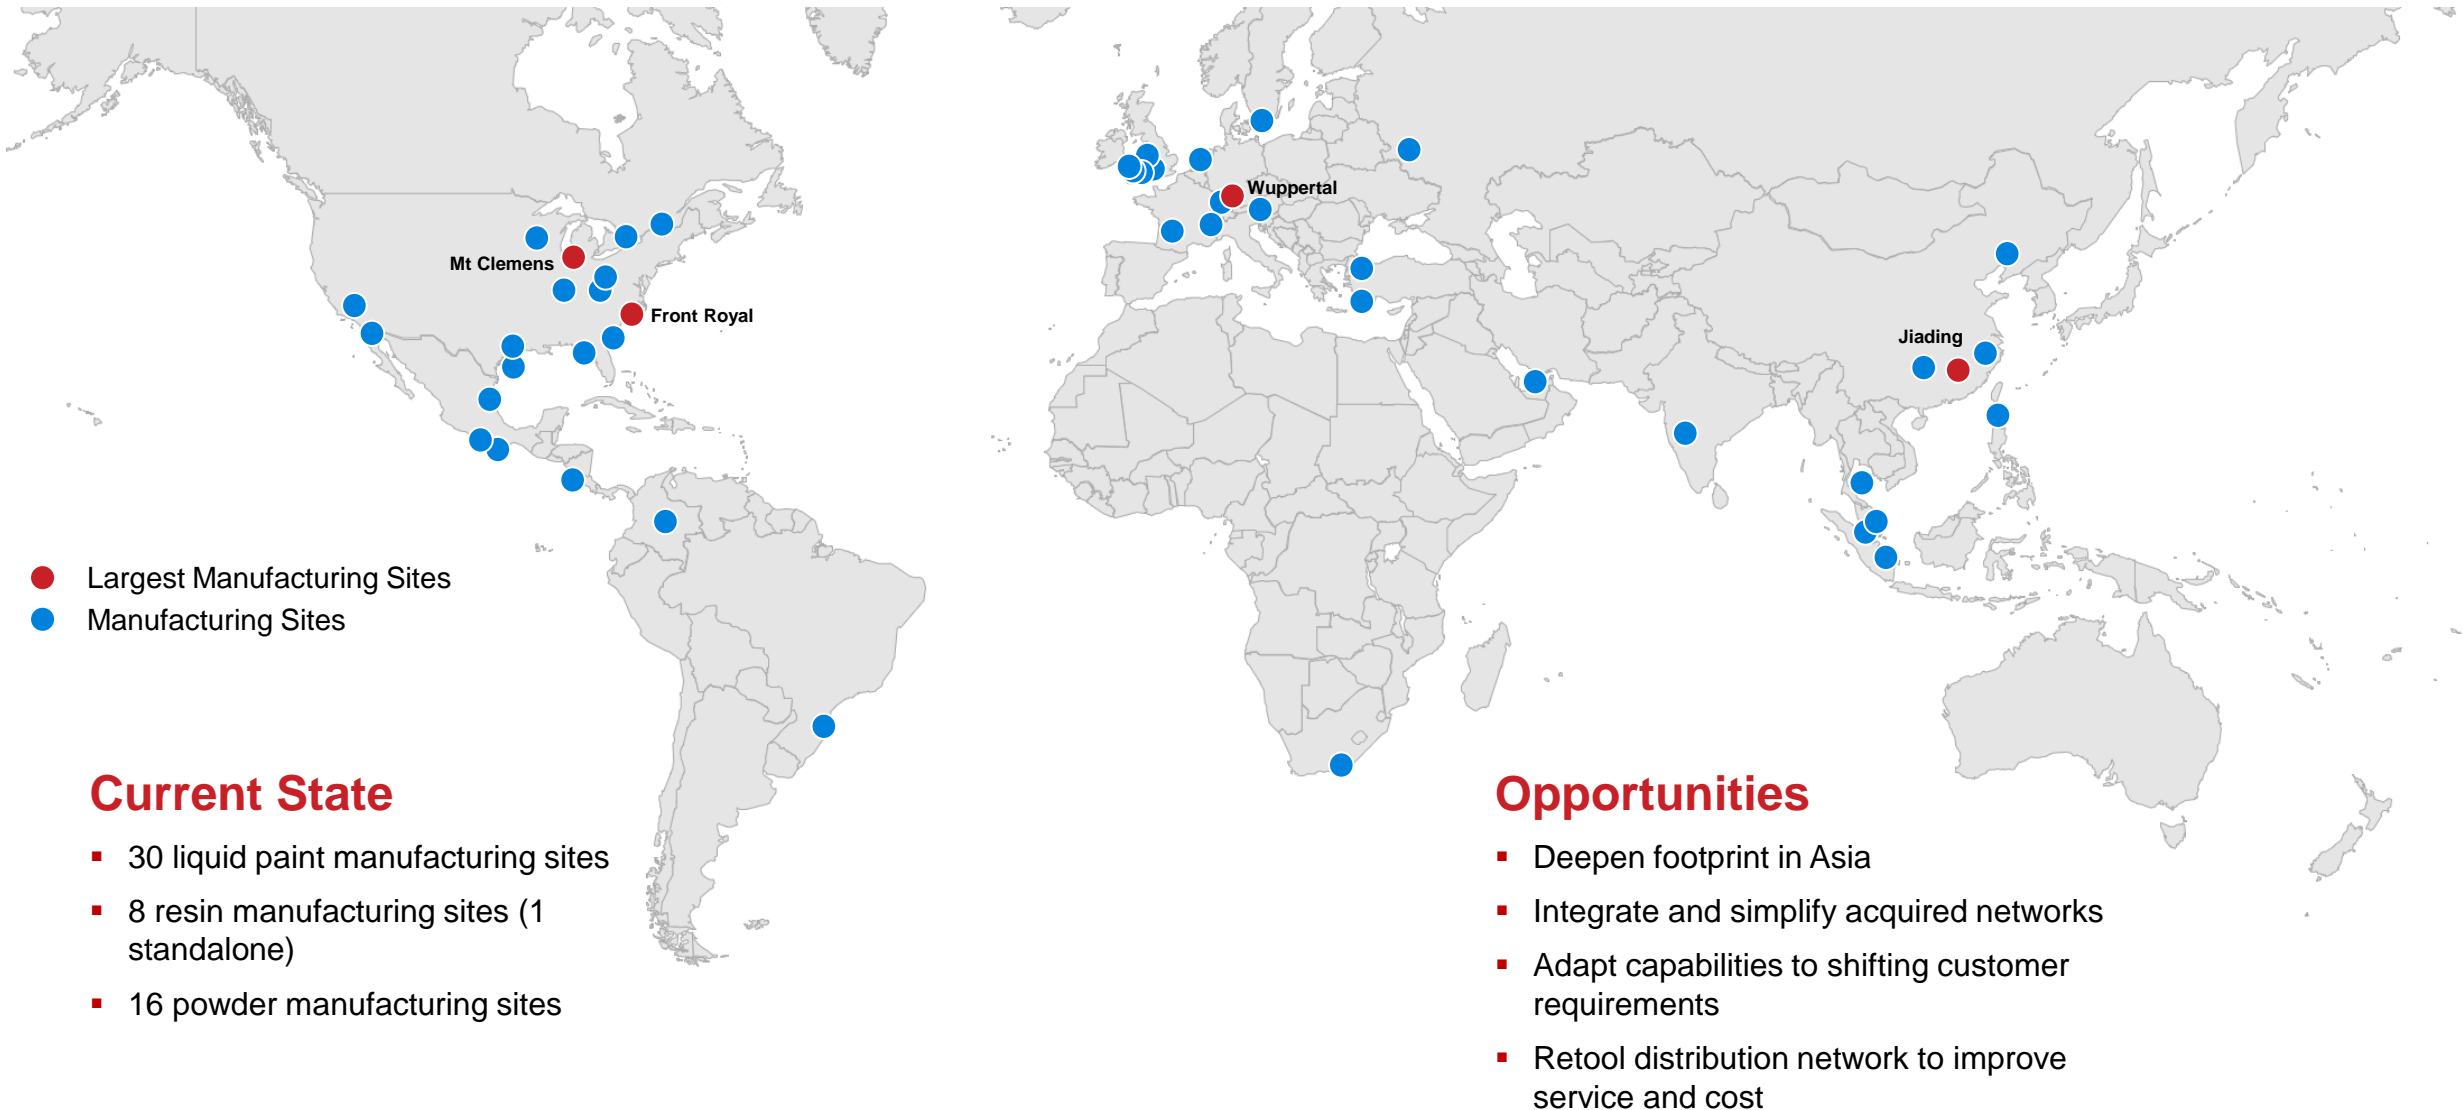 Wuppertal
Mt Clemens
Front Royal
Jiading
Largest Manufacturing Sites
Manufacturing Sites
Current State
▪ 30 liquid paint manufacturing sites
▪ 8 resin manufacturing sites (1
standalone)
▪ 16 powder manufacturing sites
Opportunities
▪ Deepen footprint in Asia
▪ Integrate and simplify acquired networks
▪ Adapt capabilities to shifting customer
requirements
▪ Retool distribution network to improve
service and cost